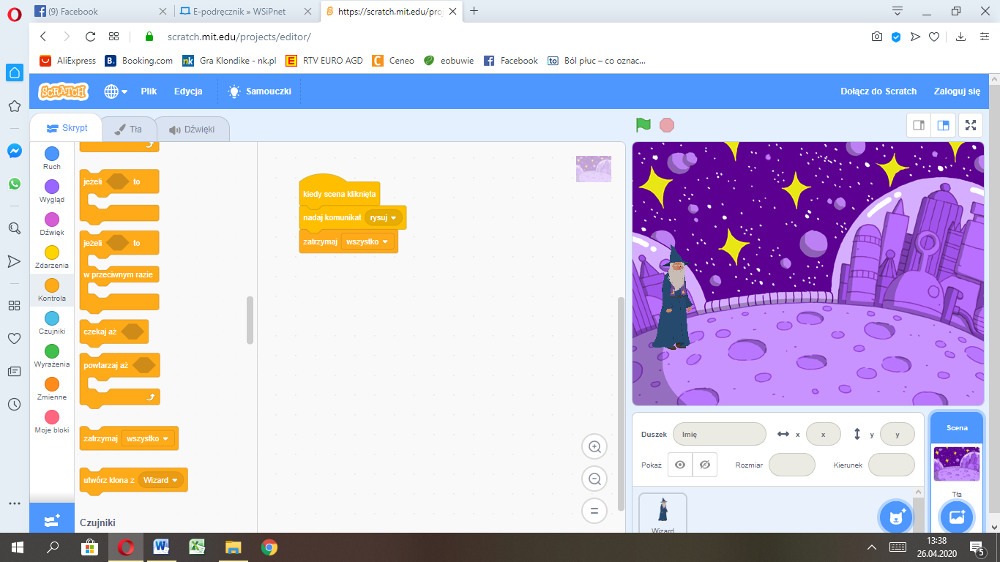 (9) Facebook
E-podręcznik » WSiPnet
https://scratch.mit.edu/pro
scratch.mit.edu/projects/editor/
AliExpress
B. Booking.com
nk Gra Klondike - nk.pl
E RTV EURO AGD
C Ceneo
eobuwie
Facebook
to Ból płuc – co oznac...
SCRATCH
Plik
Edycja
Samouczki
Dołącz do Scratch
Zaloguj się
Skrypt
Tła
Dźwięki
Ruch
Wygląd
Dźwięk
Zdarzenia
Kontrola
Czujniki
Wyrażenia
Zmienne
Moje bloki
jeżeli to
jeżeli to
w przeciwnym razie
czekaj aż
powtarzaj aż
zatrzymaj wszystko
utwórz klona z Wizard
Czujniki
kiedy scena kliknięta
nadaj komunikat rysuj
zatrzymaj wszystko
Duszek Imię x x y y
Pokaż Rozmiar Kierunek
Wizard
Scena
Tła
13:38
26.04.2020
5